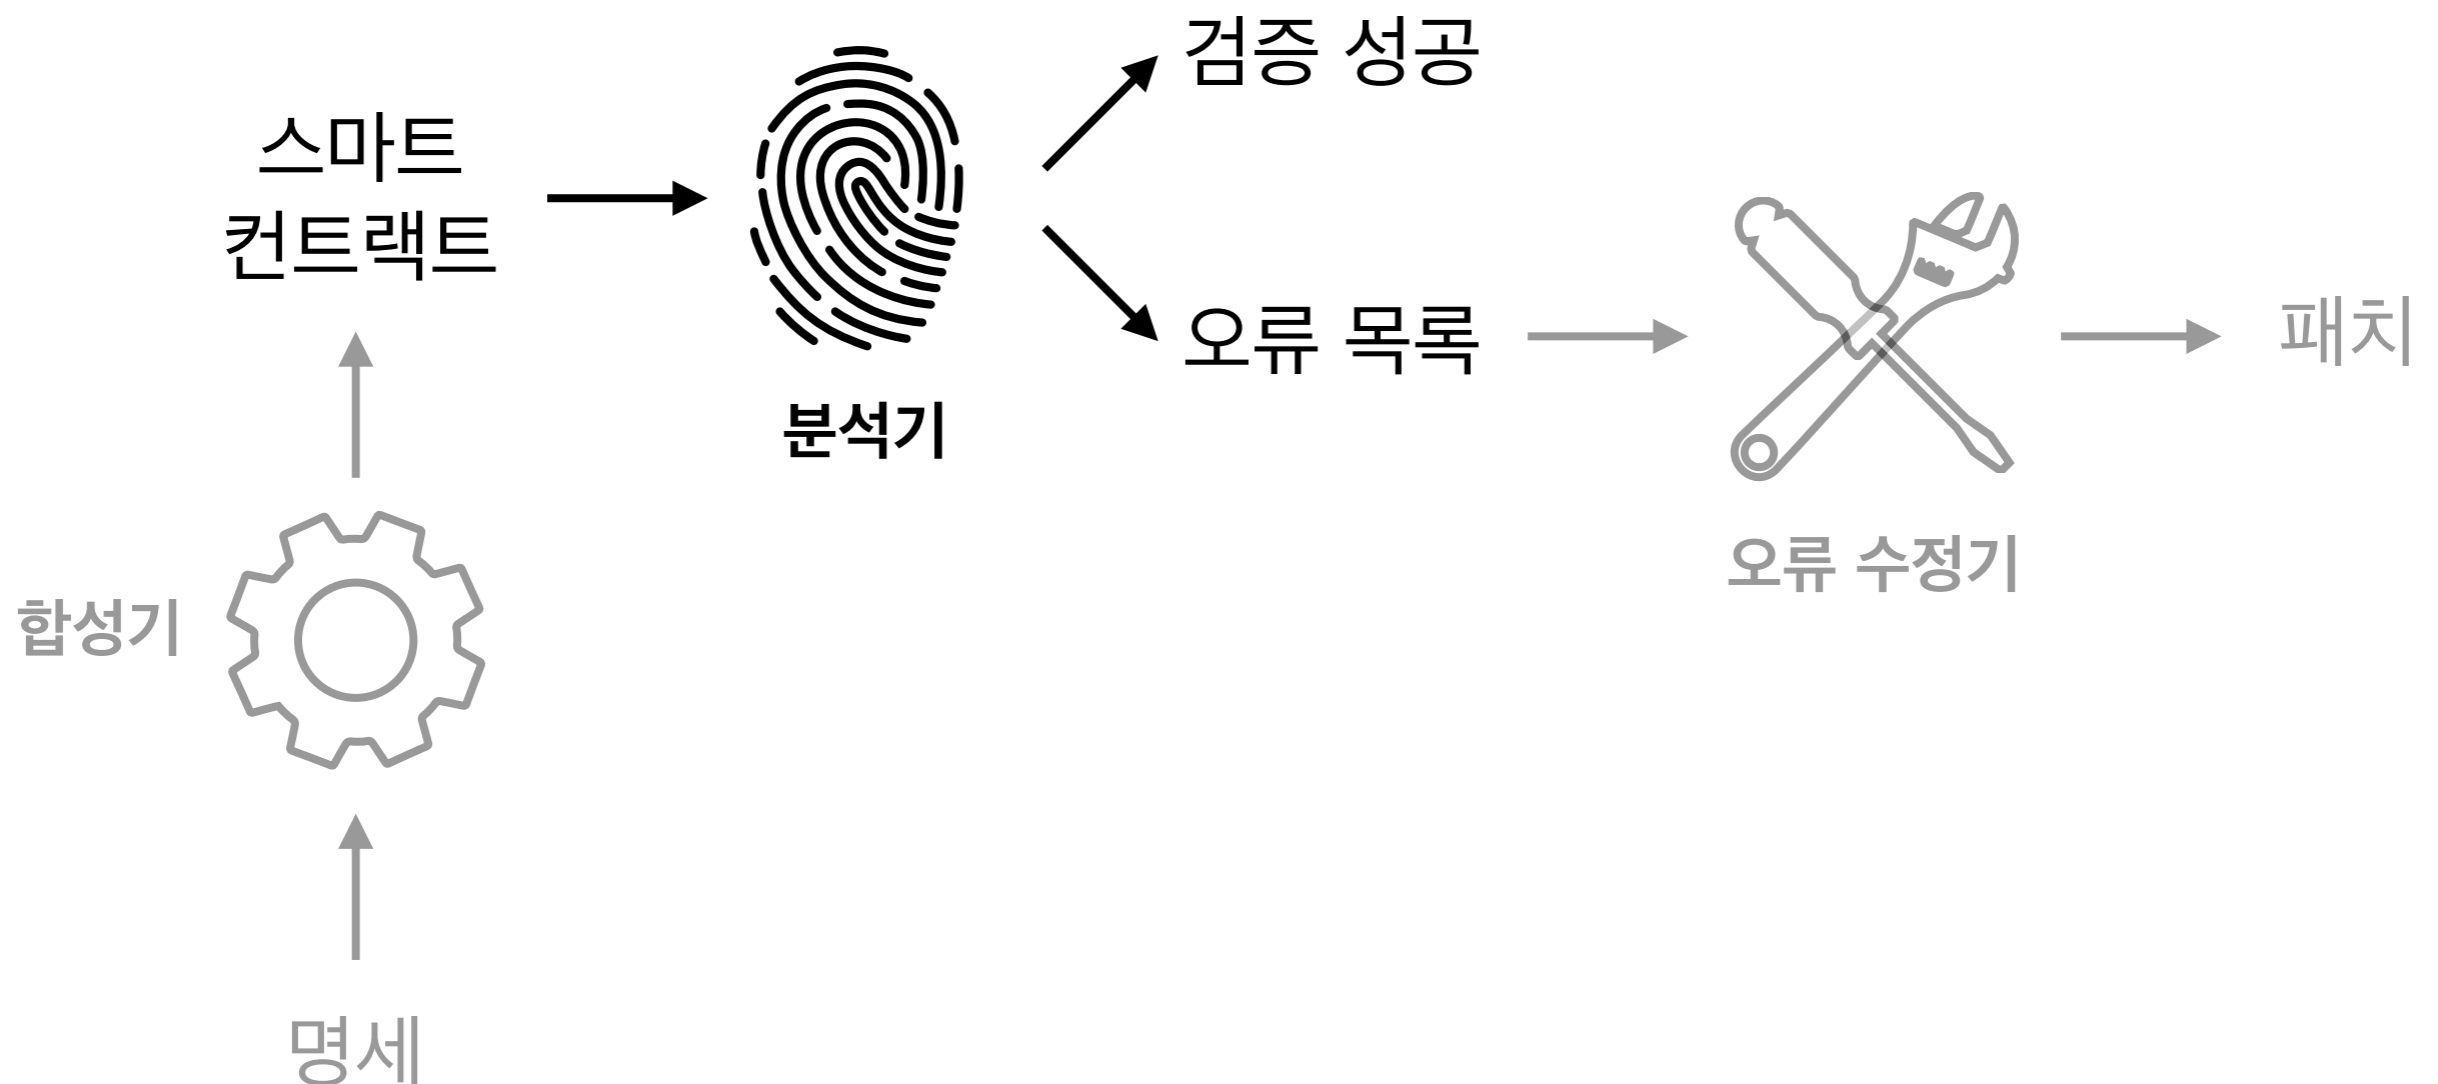 검증 성공
스마트
컨트랙트
오류 목록
패치
분석기
오류 수정기
합성기
명세